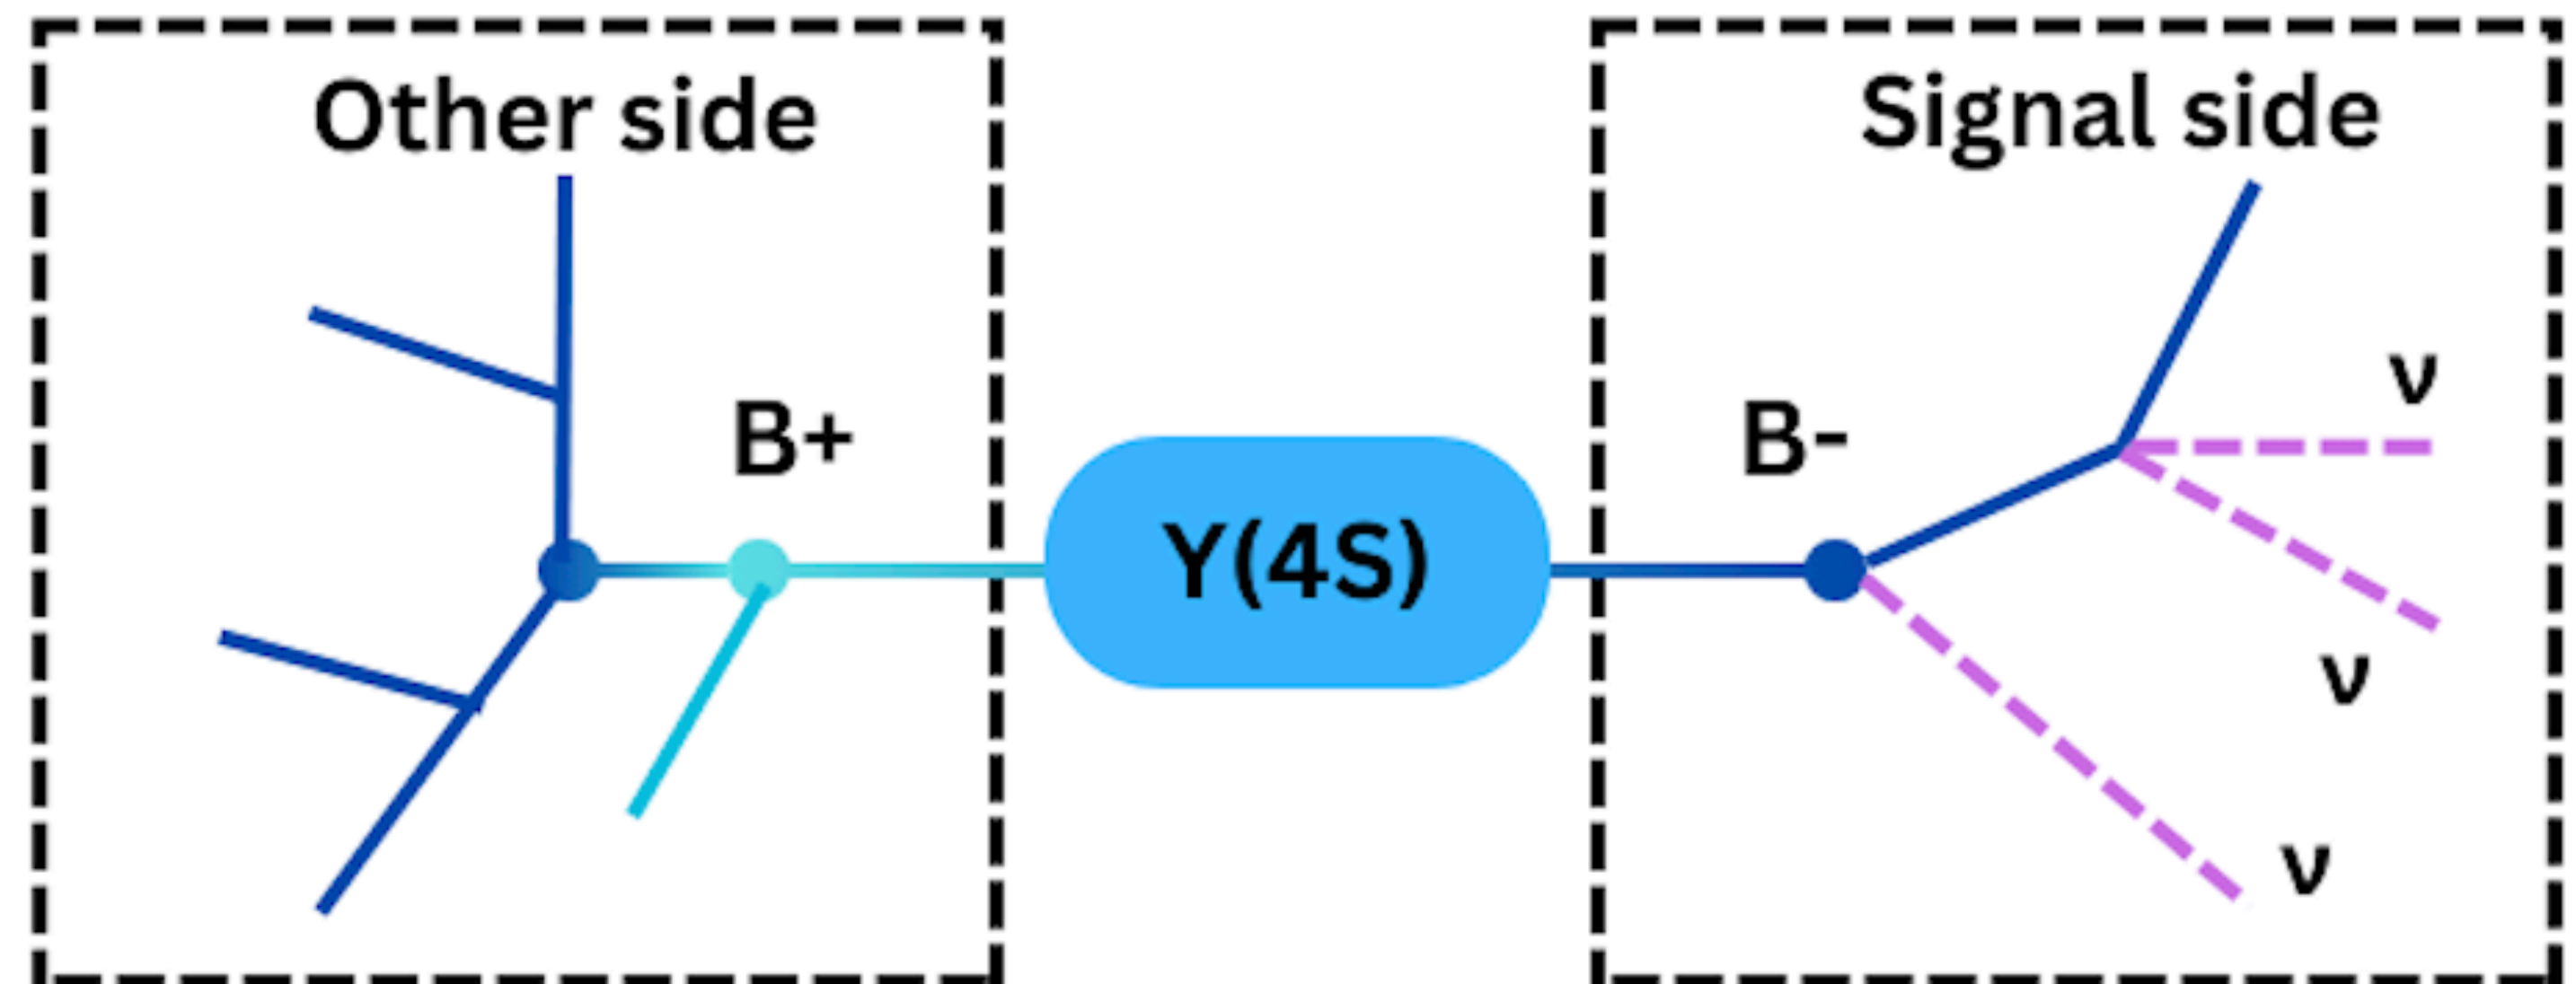 Other side
Signal side
B+
Y(4S)
B-
ν
ν
ν